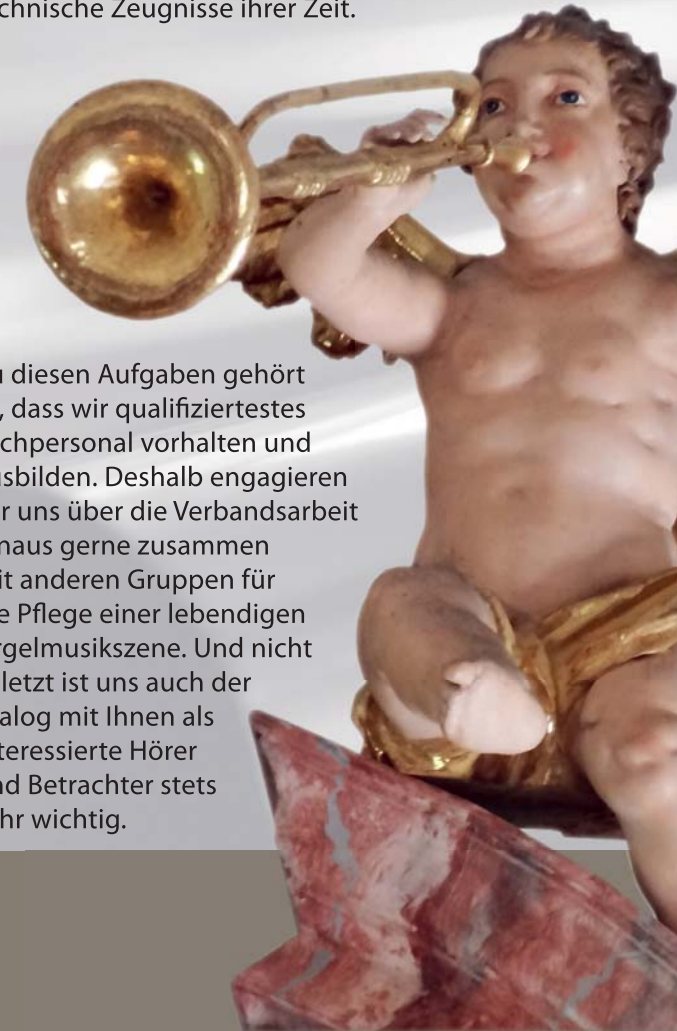 chnische Zeugnisse ihrer Zeit.
u diesen Aufgaben gehört
, dass wir qualifiziertestes
chpersonal vorhalten und
usbilden. Deshalb engagieren
r uns über die Verbandsarbeit
naus gerne zusammen
it anderen Gruppen für
e Pflege einer lebendigen
rgelmusikszene. Und nicht
letzt ist uns auch der
alog mit Ihnen als
teressierte Hörer
nd Betrachter stets
hr wichtig.